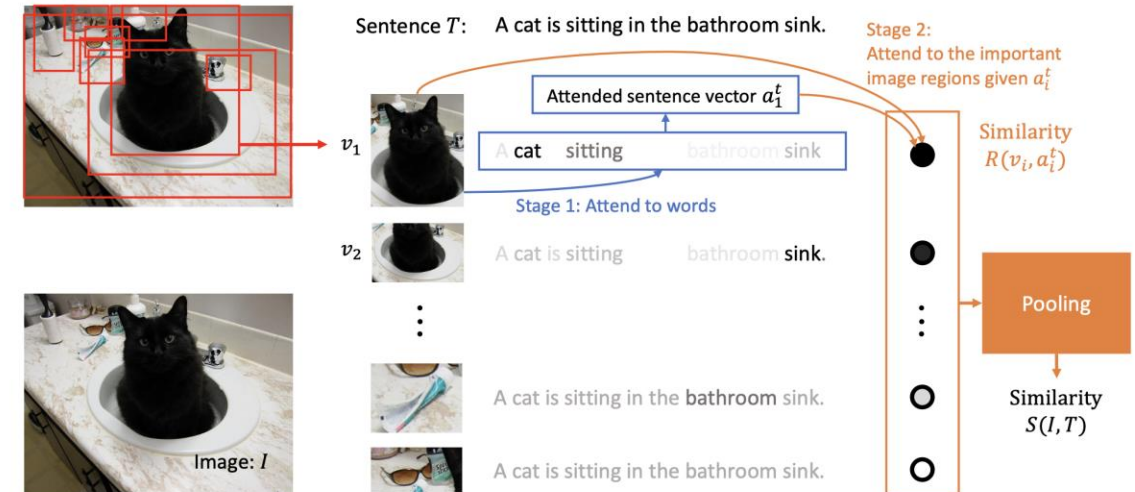 Sentence T: A cat is sitting in the bathroom sink.
Stage 2:
Attend to the important
image regions given a_i^t
Attended sentence vector a_1^t
v_1
A cat sitting bathroom sink
Similarity
R(v_i, a_i^t)
Stage 1: Attend to words
v_2
A cat is sitting bathroom sink.
Pooling
A cat is sitting in the bathroom sink.
Similarity
S(I, T)
Image: I
A cat is sitting in the bathroom sink.